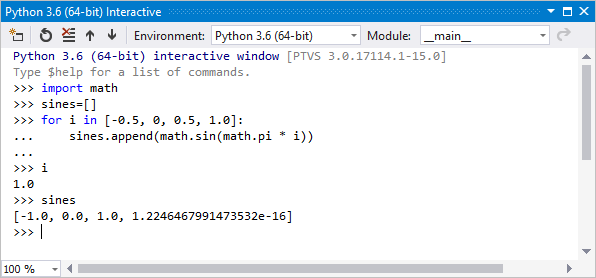 Python 3.6 (64-bit) Interactive
Environment: Python 3.6 (64-bit) Module: __main__
Python 3.6 (64-bit) interactive window [PTVS 3.0.17114.1-15.0]
Type $help for a list of commands.
>>> import math
>>> sines=[]
>>> for i in [-0.5, 0, 0.5, 1.0]:
...     sines.append(math.sin(math.pi * i))
...
>>> i
1.0
>>> sines
[-1.0, 0.0, 1.0, 1.2246467991473532e-16]
>>>
100 %